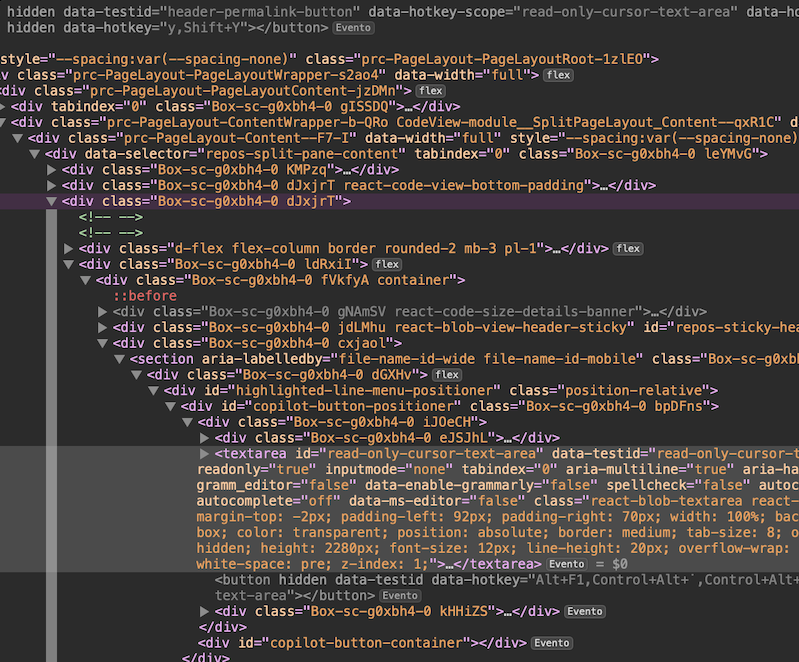 hidden data-testid="header-permalink-button" data-hotkey-scope="read-only-cursor-text-area" data-ho
hidden data-hotkey="y,Shift+Y"></button> Evento
style="--spacing:var(--spacing-none)" class="prc-PageLayout-PageLayoutRoot-1zlEO">
v class="prc-PageLayout-PageLayoutWrapper-s2ao4" data-width="full"> flex
<div class="prc-PageLayout-PageLayoutContent-jzDMn"> flex
<div tabindex="0" class="Box-sc-g0xbh4-0 gISSDQ">…</div>
<div class="prc-PageLayout-ContentWrapper-b-QRo CodeView-module__SplitPageLayout_Content--qxR1C" d
<div class="prc-PageLayout-Content--F7-I" data-width="full" style="--spacing:var(--spacing-none)
<div data-selector="repos-split-pane-content" tabindex="0" class="Box-sc-g0xbh4-0 leYMvG">
<div class="Box-sc-g0xbh4-0 KMPzq">…</div>
<div class="Box-sc-g0xbh4-0 dJxjrT react-code-view-bottom-padding">…</div>
<div class="Box-sc-g0xbh4-0 dJxjrT">
<!-- -->
<!-- -->
<div class="d-flex flex-column border rounded-2 mb-3 pl-1">…</div> flex
<div class="Box-sc-g0xbh4-0 ldRxiI"> flex
<div class="Box-sc-g0xbh4-0 fVkfyA container">
::before
<div class="Box-sc-g0xbh4-0 gNAmSV react-code-size-details-banner">…</div>
<div class="Box-sc-g0xbh4-0 jdLMhu react-blob-view-header-sticky" id="repos-sticky-hea
<div class="Box-sc-g0xbh4-0 cxjaol">
<section aria-labelledby="file-name-id-wide file-name-id-mobile" class="Box-sc-g0xb
<div class="Box-sc-g0xbh4-0 dGXHv"> flex
<div id="highlighted-line-menu-positioner" class="position-relative">
<div id="copilot-button-positioner" class="Box-sc-g0xbh4-0 bpDFns">
<div class="Box-sc-g0xbh4-0 iJOeCH">
<div class="Box-sc-g0xbh4-0 eJSJhL">…</div>
<textarea id="read-only-cursor-text-area" data-testid="read-only-cursor-t
readonly="true" inputmode="none" tabindex="0" aria-multiline="true" aria-ha
gramm_editor="false" data-enable-grammarly="false" spellcheck="false" autoc
autocomplete="off" data-ms-editor="false" class="react-blob-textarea react-
margin-top: -2px; padding-left: 92px; padding-right: 70px; width: 100%; bac
box; color: transparent; position: absolute; border: medium; tab-size: 8; o
hidden; height: 2280px; font-size: 12px; line-height: 20px; overflow-wrap:
white-space: pre; z-index: 1;">…</textarea> Evento = $0
<button hidden data-testid data-hotkey="Alt+F1,Control+Alt+`,Control+Alt+
text-area"></button> Evento
<div class="Box-sc-g0xbh4-0 kHHiZS">…</div> Evento
</div>
<div id="copilot-button-container"></div> Evento
</div>